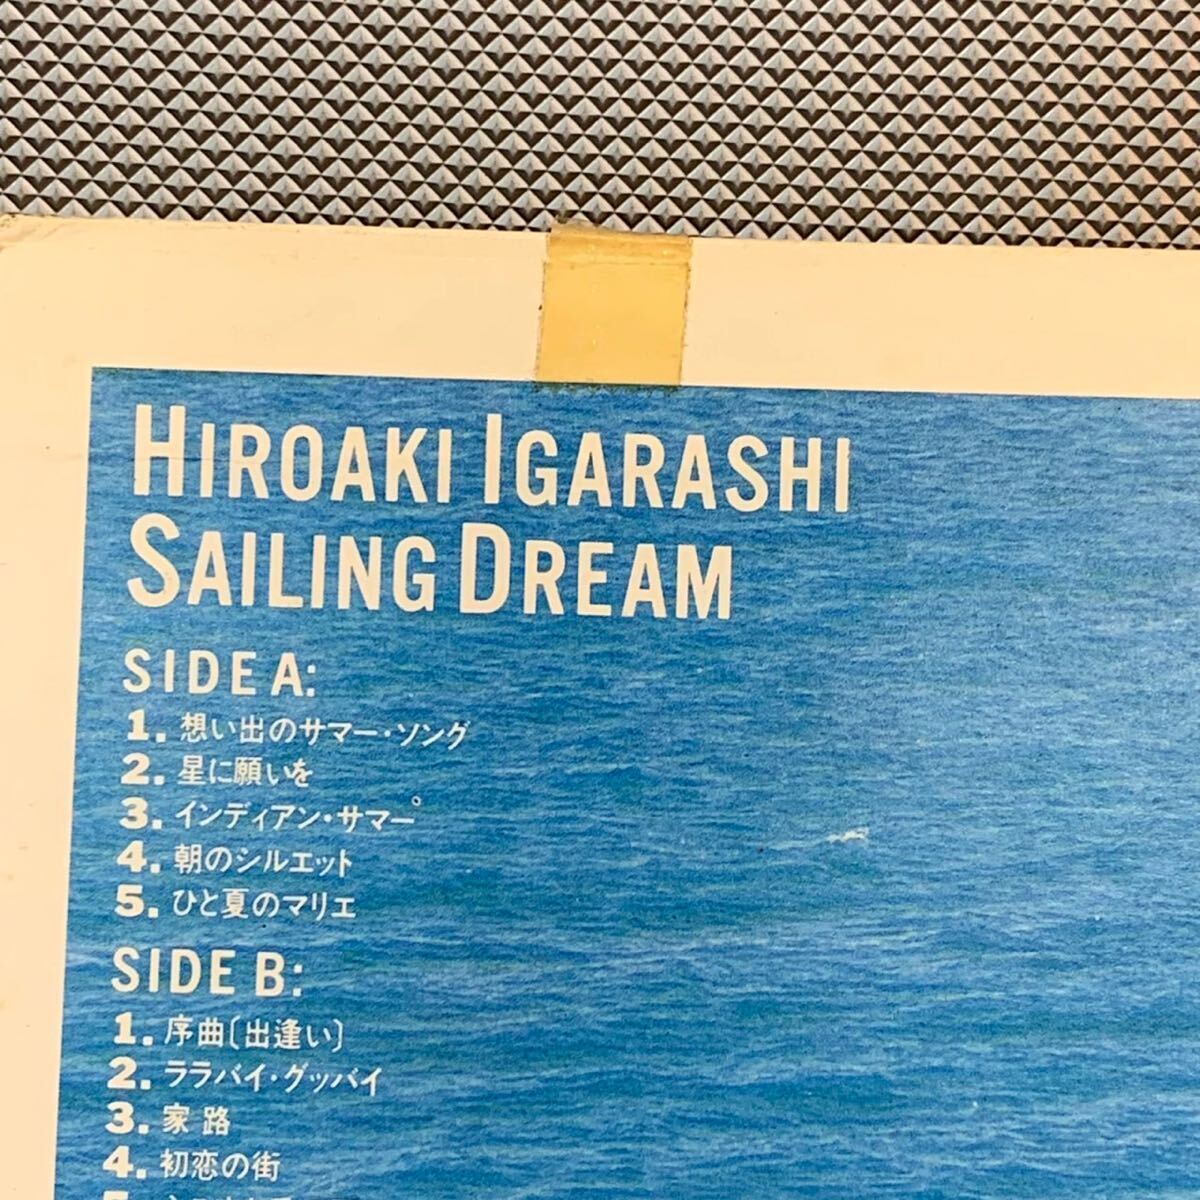 HIROAKI IGARASHI
SAILING DREAM
SIDE A:
1. 想い出のサマー・ソング
2. 星に願いを
3. インディアン・サマー
4. 朝のシルエット
5. ひと夏のマリエ
SIDE B:
1. 序曲〔出逢い〕
2. ララバイ・グッバイ
3. 家路
4. 初恋の街